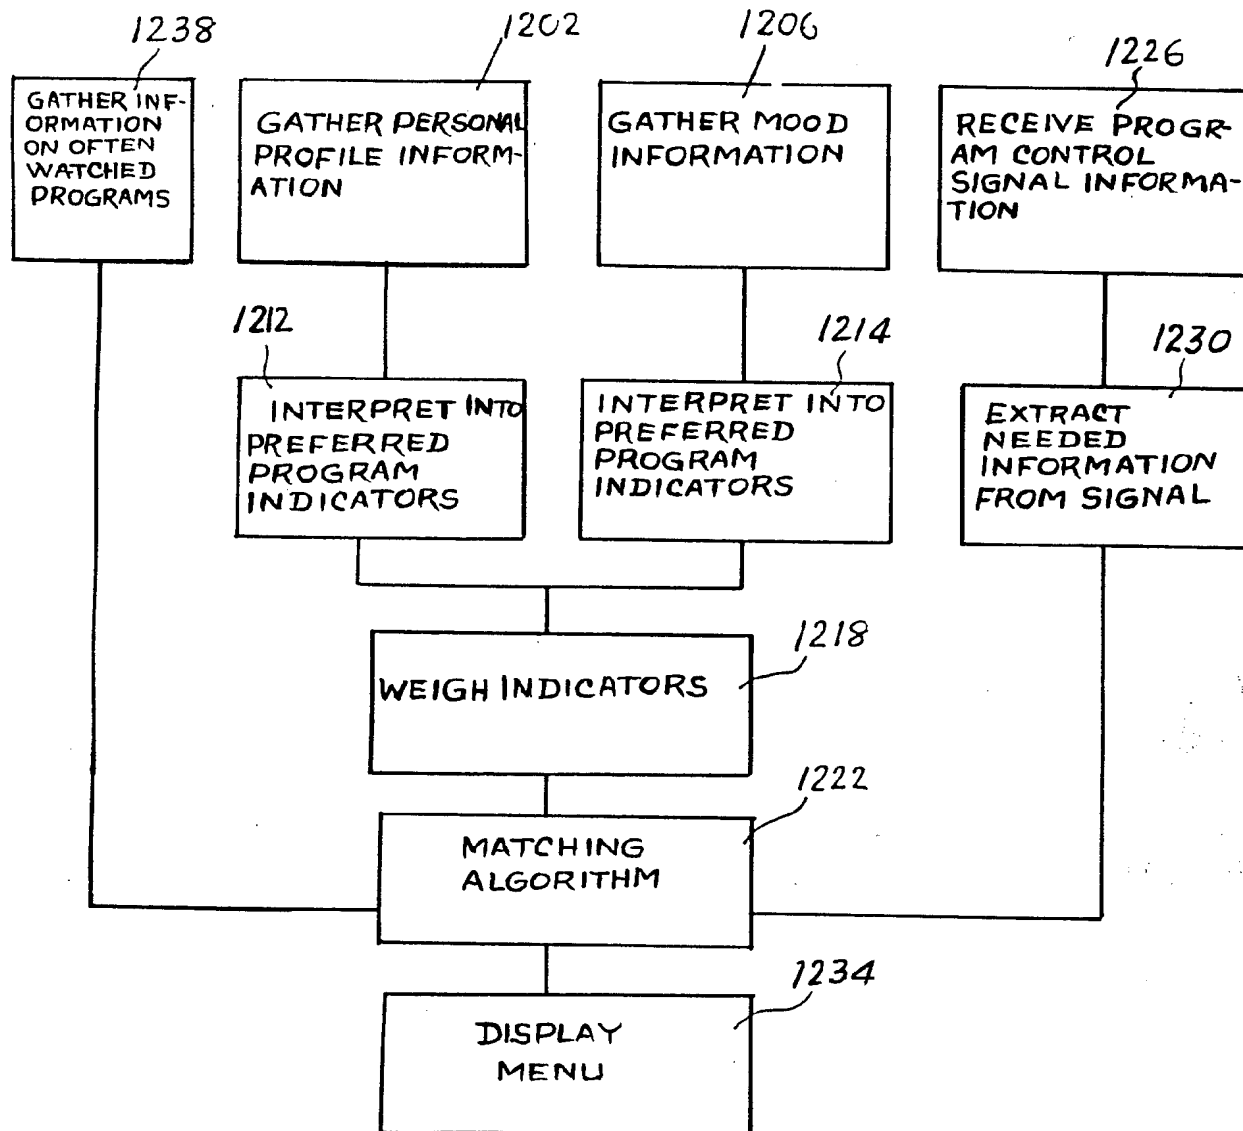 1238
1202
1206
1226
GATHER INF-
ORMATION
ON OFTEN
WATCHED
PROGRAMS
GATHER PERSONAL
PROFILE INFORM-
ATION
GATHER MOOD
INFORMATION
RECEIVE PROGR-
AM CONTROL
SIGNAL INFORMA-
TION
1212
1214
1230
INTERPRET INTO
PREFERRED
PROGRAM
INDICATORS
INTERPRET INTO
PREFERRED
PROGRAM
INDICATORS
EXTRACT
NEEDED
INFORMATION
FROM SIGNAL
1218
WEIGH INDICATORS
1222
MATCHING
ALGORITHM
1234
DISPLAY
MENU